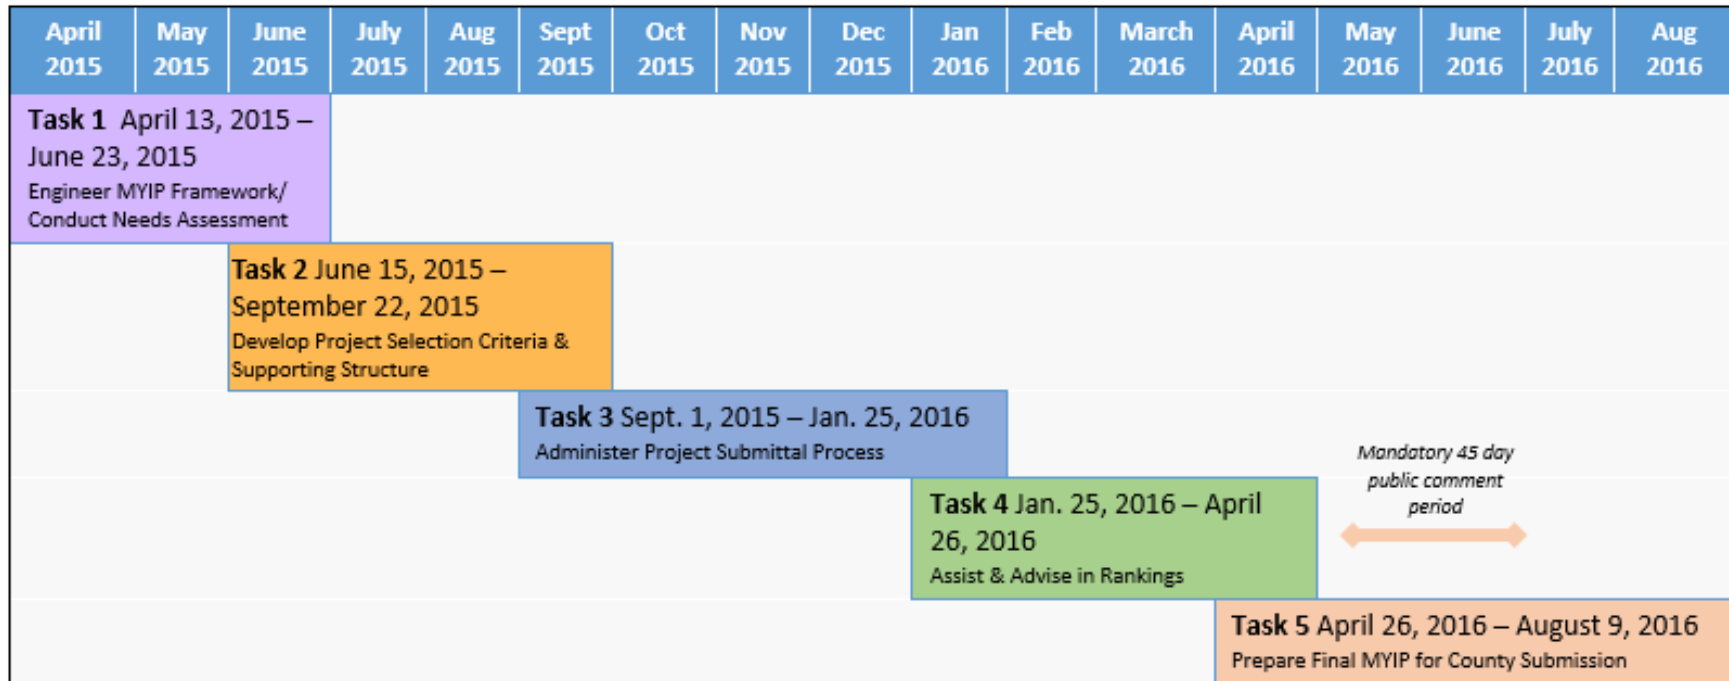 April May June July Aug Sept Oct Nov Dec Jan Feb March April May June July Aug
2015 2015 2015 2015 2015 2015 2015 2015 2015 2016 2016 2016 2016 2016 2016 2016 2016
Task 1 April 13, 2015 –
June 23, 2015
Engineer MYIP Framework/
Conduct Needs Assessment
Task 2 June 15, 2015 –
September 22, 2015
Develop Project Selection Criteria &
Supporting Structure
Task 3 Sept. 1, 2015 – Jan. 25, 2016
Administer Project Submittal Process
Mandatory 45 day
public comment
period
Task 4 Jan. 25, 2016 – April
26, 2016
Assist & Advise in Rankings
Task 5 April 26, 2016 – August 9, 2016
Prepare Final MYIP for County Submission